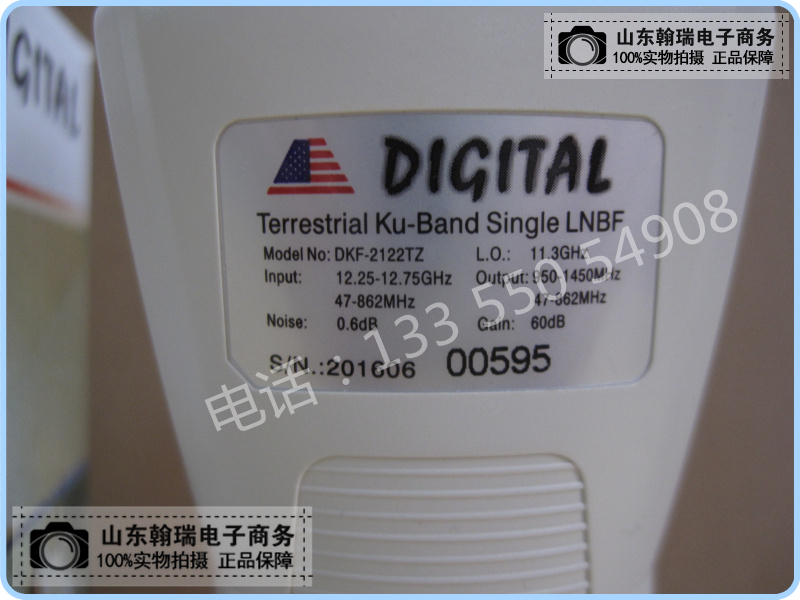 山东翰瑞电子商务
100%实物拍摄 正品保障
GITAL
DIGITAL
Terrestrial Ku-Band Single LNBF
Model No: DKF-2122TZ L.O.: 11.3GHz
Input: 12.25-12.75GHz Output: 950-1450MHz
47-862MHz 47-862MHz
Noise: 0.6dB Gain: 60dB
S/N.:201606 00595
电话：133 550 54908
山东翰瑞电子商务
100%实物拍摄 正品保障